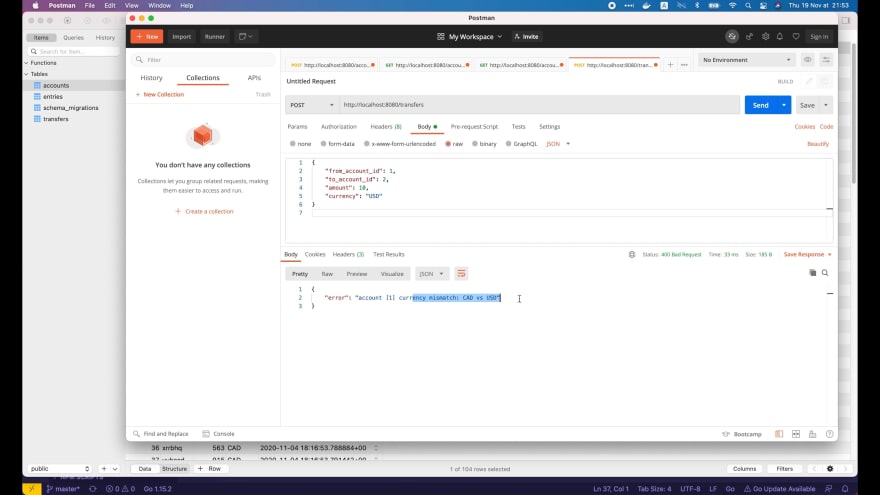 Postman File Edit View Window Help
Thu 19 Nov at 21:53
Postman
Items Queries History
Search for item...
Functions
Tables
accounts
entries
schema_migrations
transfers
+ New Import Runner
My Workspace
Invite
Sign In
Filter
History Collections APIs
+ New Collection
Trash
You don't have any collections
Collections let you group related requests, making
them easier to access and run.
+ Create a collection
POST http://localhost:8080/acco...
GET http://localhost:8080/accou...
GET http://localhost:8080/accou...
POST http://localhost:8080/tran...
No Environment
Untitled Request
BUILD
POST http://localhost:8080/transfers
Send Save
Params Authorization Headers (8) Body Pre-request Script Tests Settings
Cookies Code
none form-data x-www-form-urlencoded raw binary GraphQL JSON
Beautify
1 {
2 "from_account_id": 1,
3 "to_account_id": 2,
4 "amount": 10,
5 "currency": "USD"
6 }
7
Body Cookies Headers (3) Test Results
Status: 400 Bad Request Time: 33 ms Size: 185 B Save Response
Pretty Raw Preview Visualize JSON
1 {
2 "error": "account [1] currency mismatch: CAD vs USD"
3 }
Find and Replace Console
Bootcamp
36 xrrbhq 563 CAD 2020-11-04 18:16:53.788884+00
public
+
Data Structure + Row
1 of 104 rows selected
Columns Filters
master* 0 0 Go 1.15.2
Ln 37, Col 1 Tab Size: 4 UTF-8 LF Go Go Update Available